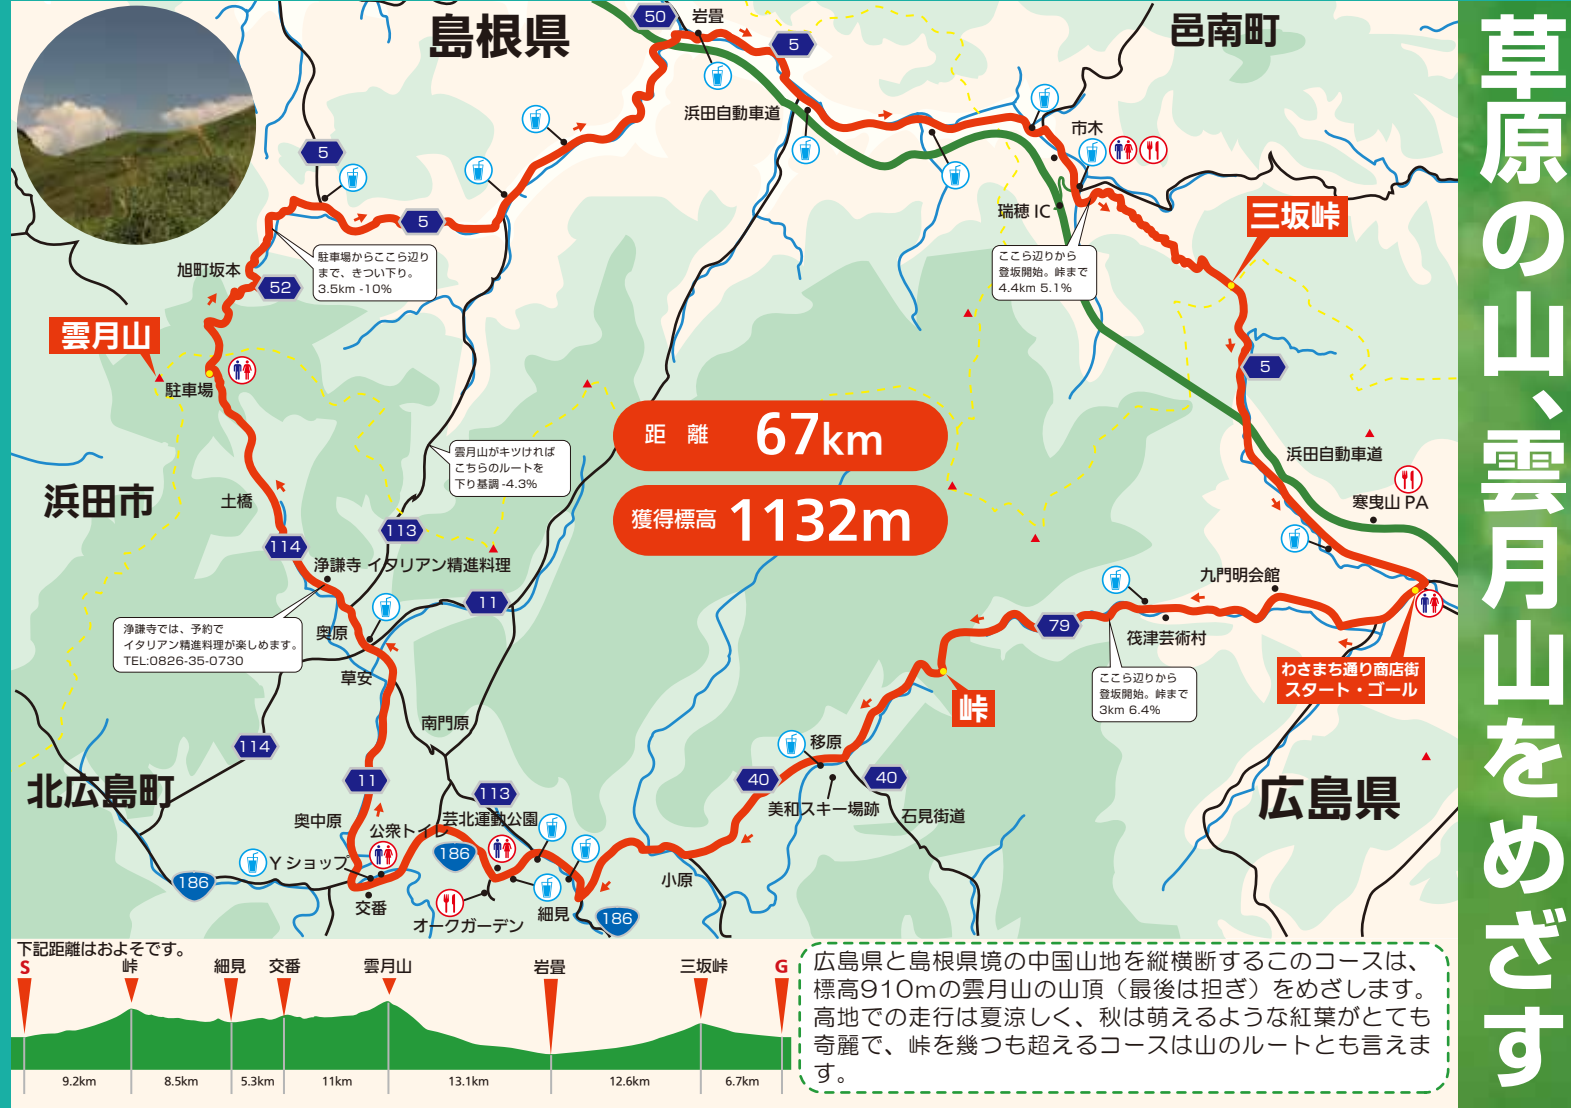 草原の山、雲月山をめざす
島根県
邑南町
浜田市
北広島町
広島県
50
岩畳
5
浜田自動車道
市木
瑞穂 IC
三坂峠
ここら辺りから
登坂開始。峠まで
4.4km 5.1%
5
5
駐車場からここら辺り
まで、きつい下り。
3.5km -10%
旭町坂本
52
雲月山
駐車場
土橋
114
113
雲月山がキツければ
こちらのルートを
下り基調 -4.3%
浄謙寺 イタリアン精進料理
浄謙寺では、予約で
イタリアン精進料理が楽しめます。
TEL:0826-35-0730
奥原
11
草安
南門原
114
11
113
奥中原
公衆トイレ
芸北運動公園
186
Y ショップ
186
交番
オークガーデン
細見
186
小原
40
移原
40
美和スキー場跡
石見街道
峠
79
ここら辺りから
登坂開始。峠まで
3km 6.4%
筏津芸術村
九門明会館
わさまち通り商店街
スタート・ゴール
5
浜田自動車道
寒曳山 PA
距離 67km
獲得標高 1132m
下記距離はおよそです。
S 峠 細見 交番 雲月山 岩畳 三坂峠 G
9.2km 8.5km 5.3km 11km 13.1km 12.6km 6.7km
広島県と島根県境の中国山地を縦横断するこのコースは、
標高910mの雲月山の山頂（最後は担ぎ）をめざします。
高地での走行は夏涼しく、秋は萌えるような紅葉がとても
奇麗で、峠を幾つも超えるコースは山のルートとも言えま
す。